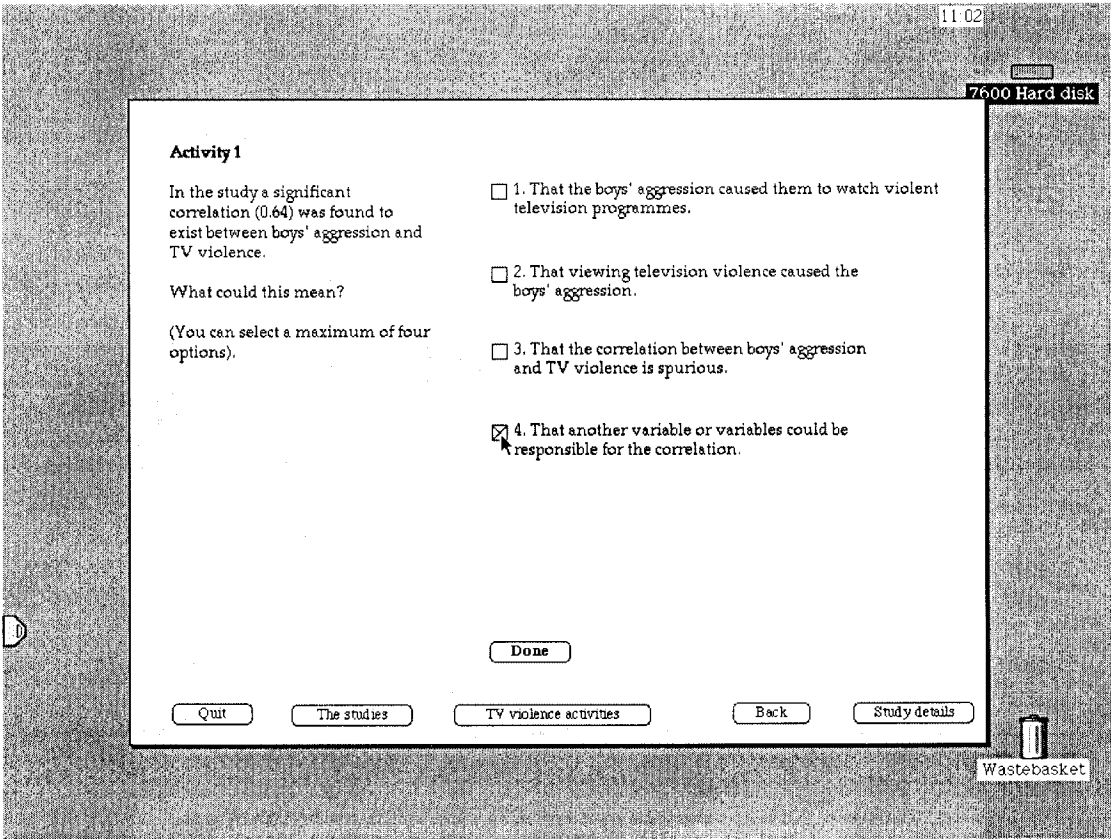 11:02
7600 Hard disk
Activity 1
In the study a significant
correlation (0.64) was found to
exist between boys' aggression and
TV violence.
What could this mean?
(You can select a maximum of four
options).
1. That the boys' aggression caused them to watch violent
television programmes.
2. That viewing television violence caused the
boys' aggression.
3. That the correlation between boys' aggression
and TV violence is spurious.
4. That another variable or variables could be
responsible for the correlation.
Done
Quit
The studies
TV violence activities
Back
Study details
Wastebasket